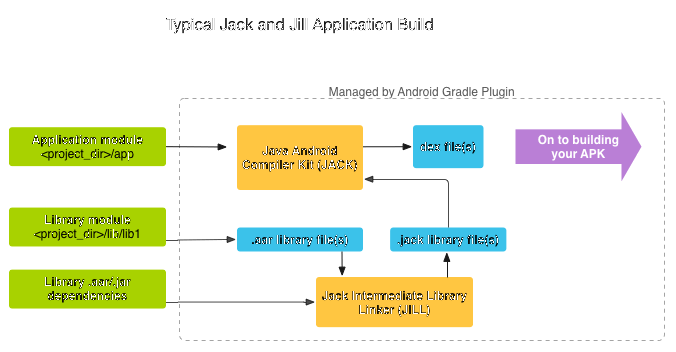 Typical Jack and Jill Application Build
Managed by Android Gradle Plugin
Application module
<project_dir>/app
Java Android
Compiler Kit (JACK)
dex file(s)
On to building
your APK
Library module
<project_dir>/lib/lib1
.aar library file(s)
.jack library file(s)
Library .aar/.jar
dependencies
Jack Intermediate Library
Linker (JILL)